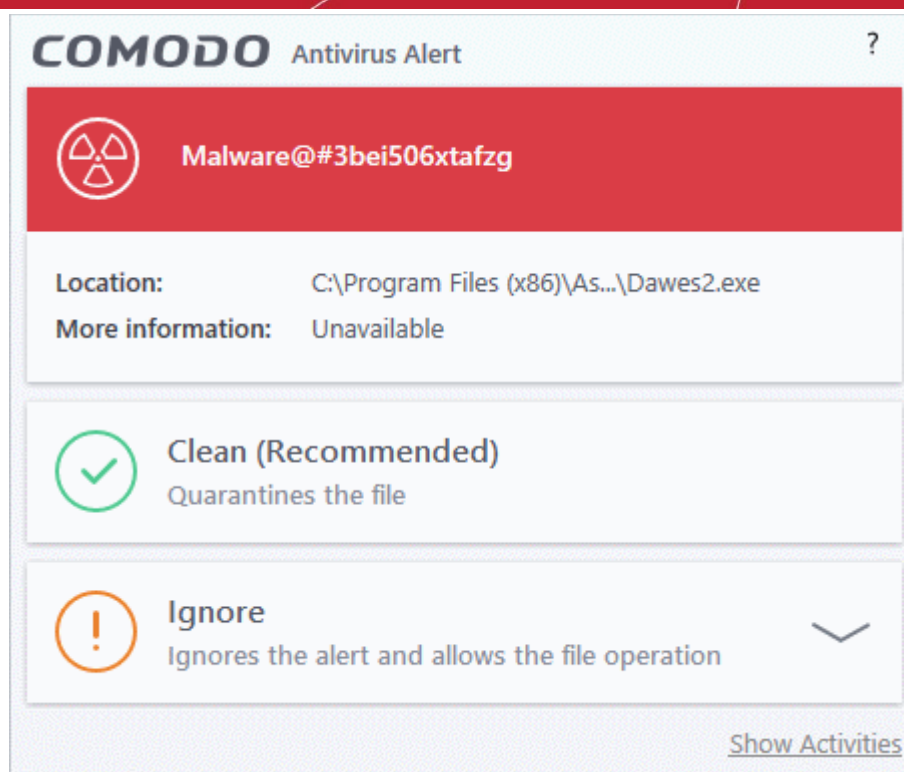 COMODO Antivirus Alert ?
Malware@#3bei506xtafzg
Location: C:\Program Files (x86)\As...\Dawes2.exe
More information: Unavailable
Clean (Recommended)
Quarantines the file
Ignore
Ignores the alert and allows the file operation
Show Activities